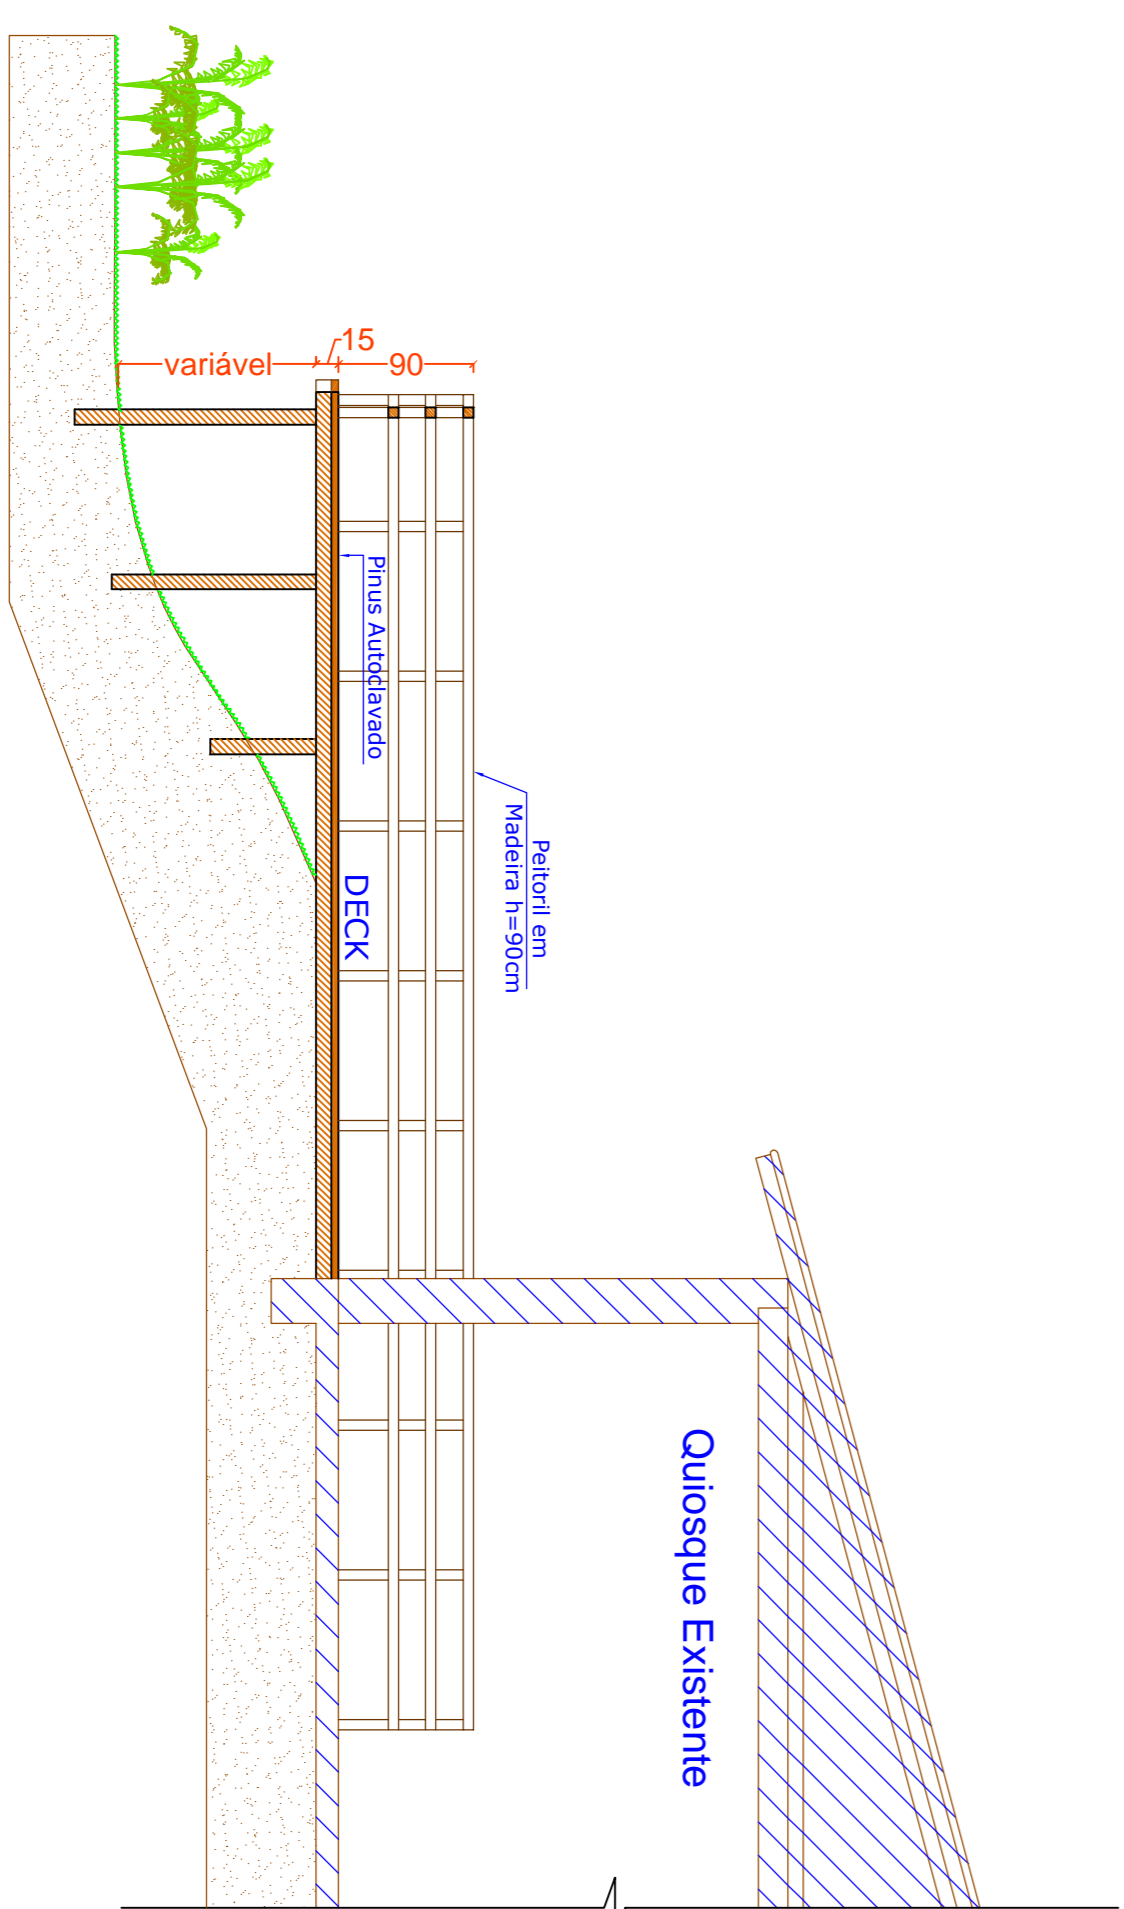 15
variável
90
Pinus Autoclavado
Peitoril em
Madeira h=90cm
DECK
Quiosque Existente